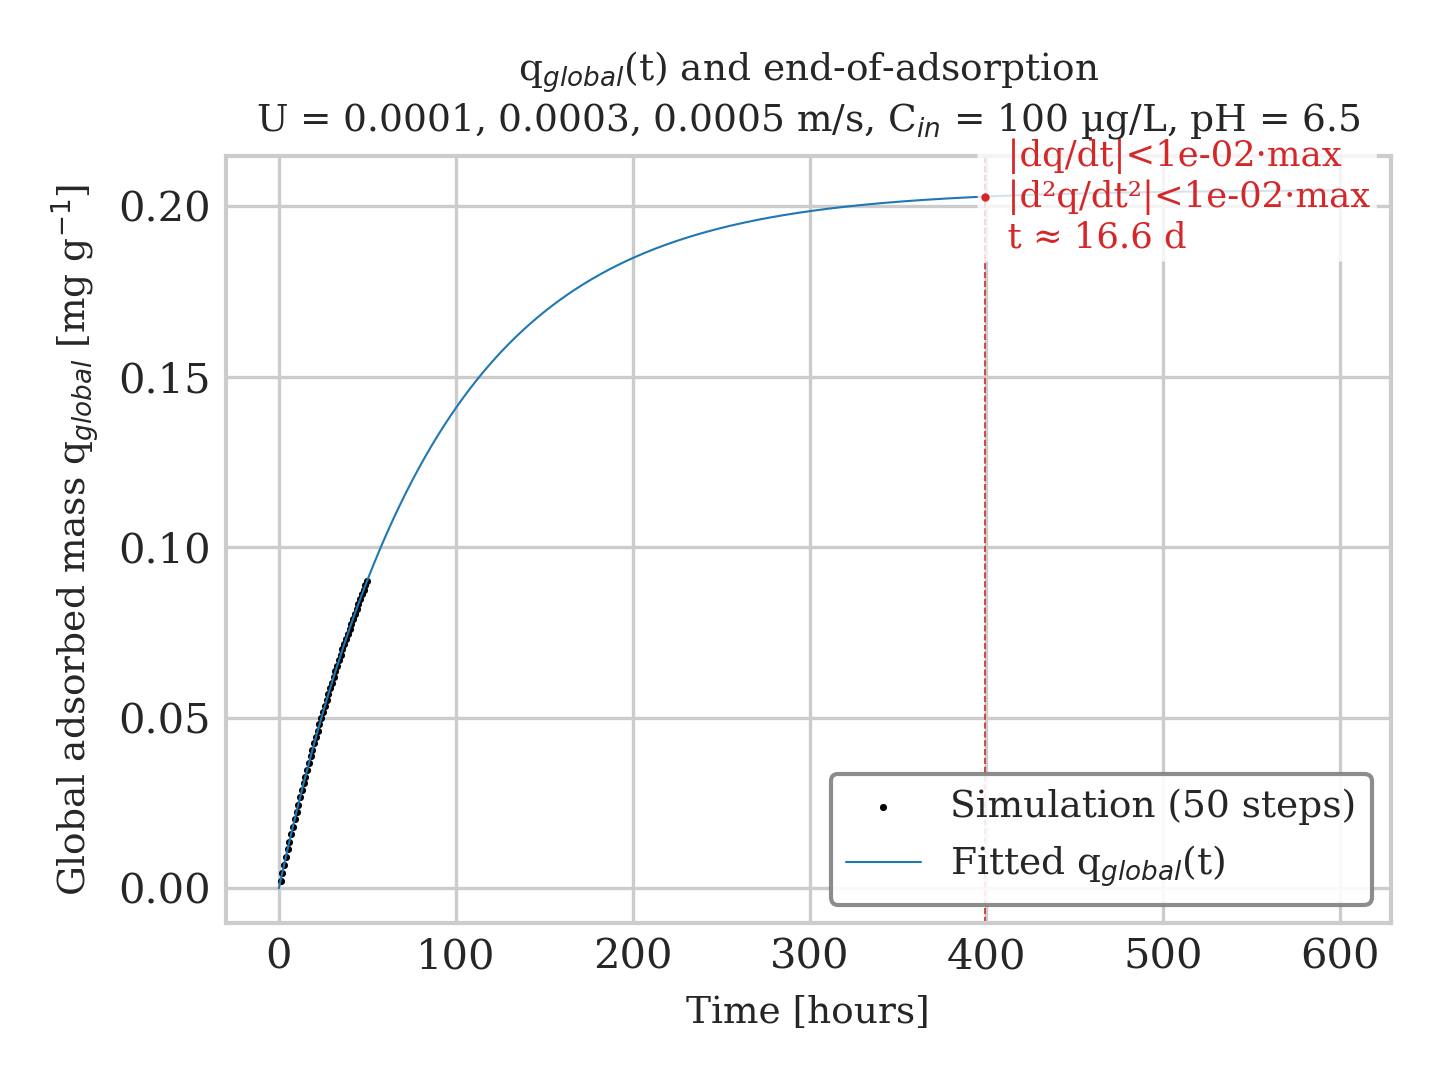 q_global(t) and end-of-adsorption
U = 0.0001, 0.0003, 0.0005 m/s, C_in = 100 µg/L, pH = 6.5
|dq/dt|<1e-02·max
|d²q/dt²|<1e-02·max
t ≈ 16.6 d
Global adsorbed mass q_global [mg g⁻¹]
0.20
0.15
0.10
0.05
0.00
Simulation (50 steps)
Fitted q_global(t)
0 100 200 300 400 500 600
Time [hours]